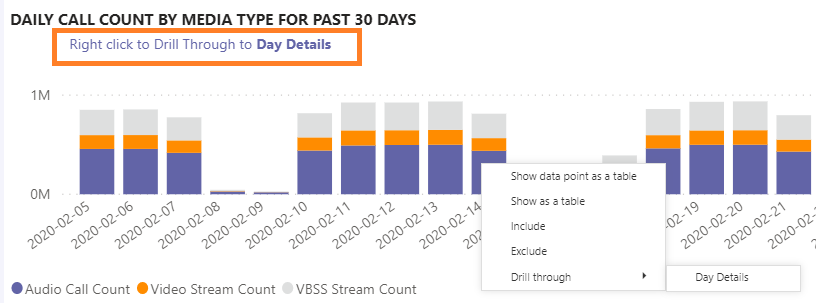 DAILY CALL COUNT BY MEDIA TYPE FOR PAST 30 DAYS
Right click to Drill Through to Day Details
1M
0M
2020-02-05
2020-02-06
2020-02-07
2020-02-08
2020-02-09
2020-02-10
2020-02-11
2020-02-12
2020-02-13
2020-02-14
02-19
2020-02-20
2020-02-21
Show data point as a table
Show as a table
Include
Exclude
Drill through
Day Details
Audio Call Count Video Stream Count VBSS Stream Count